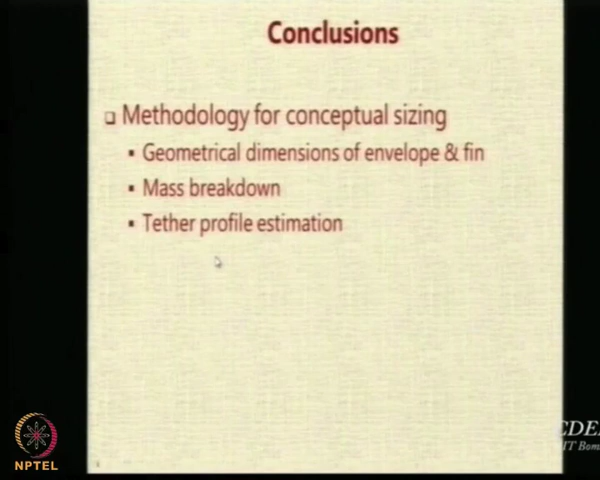 Conclusions
Methodology for conceptual sizing
Geometrical dimensions of envelope & fin
Mass breakdown
Tether profile estimation
NPTEL